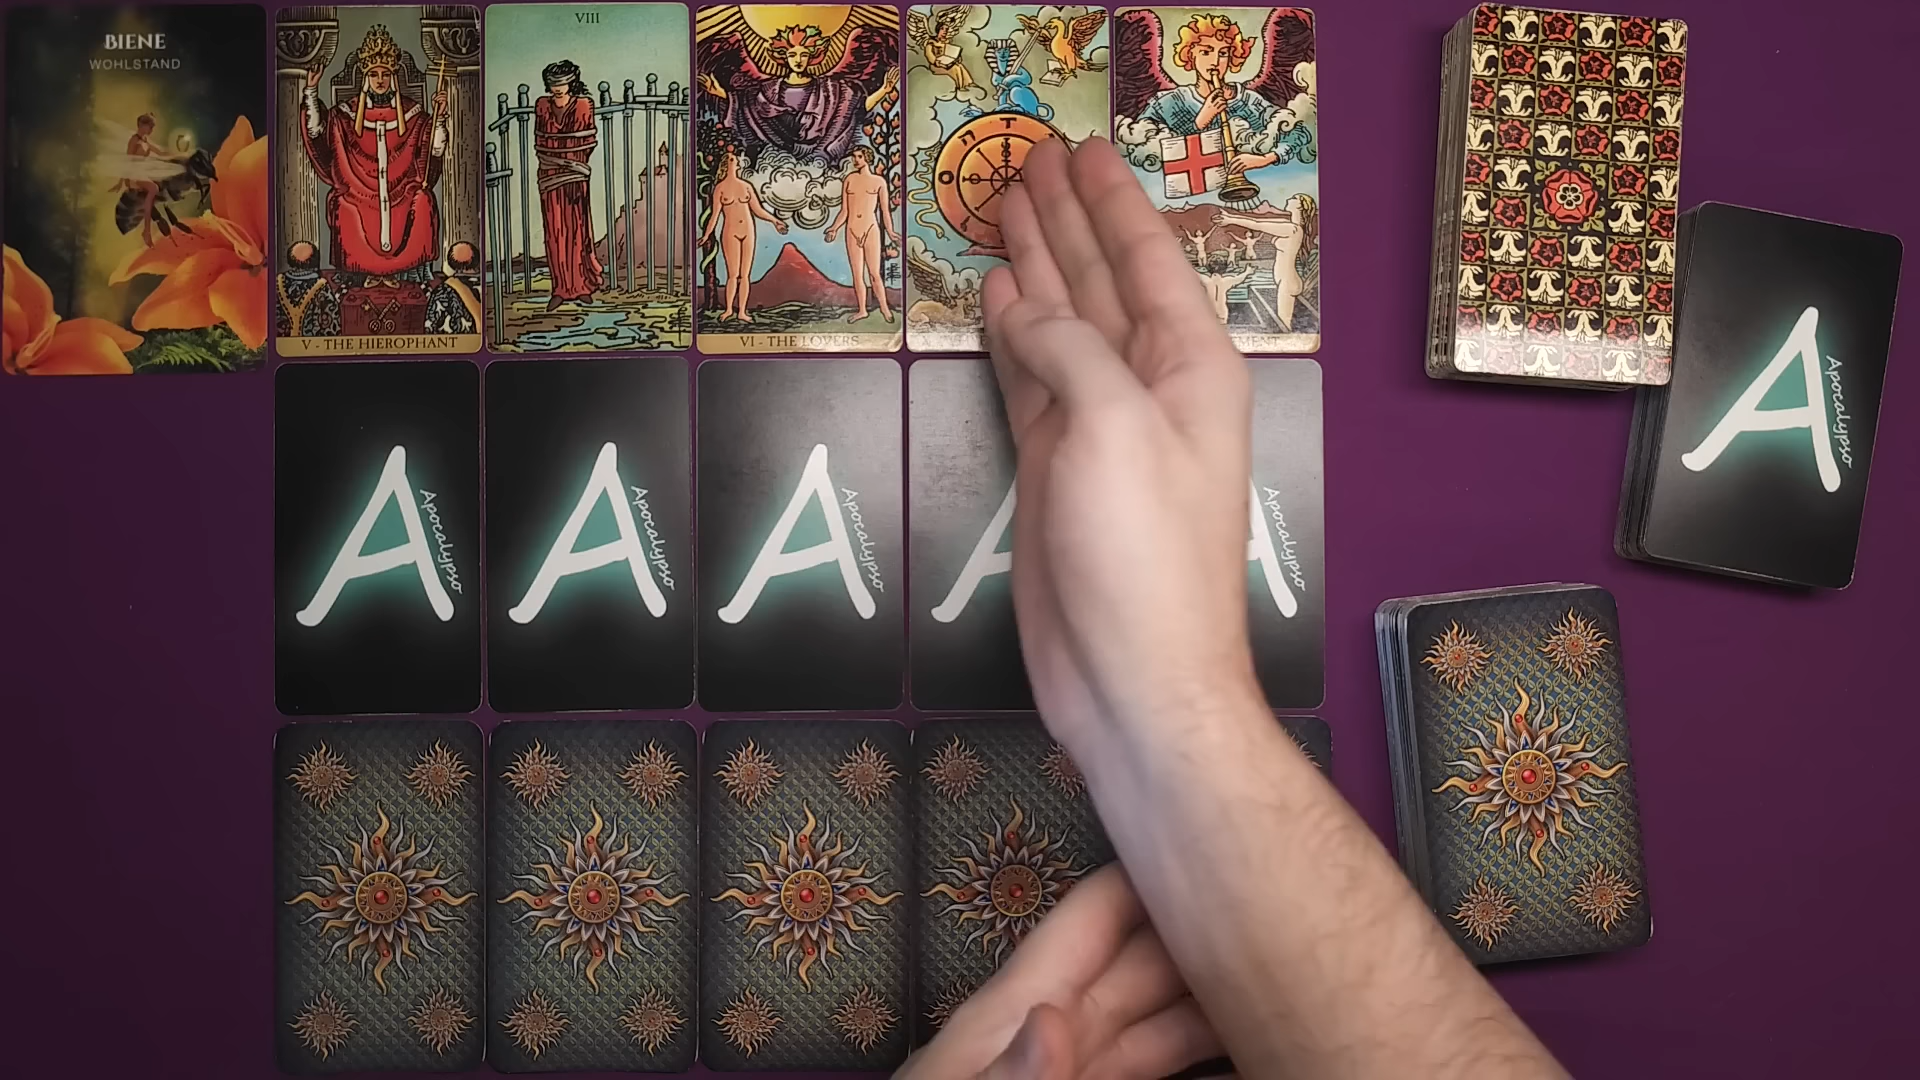 BIENE
WOHLSTAND
V - THE HIEROPHANT
VIII
VI - THE LOVERS
A
Apocalypso
A
Apocalypso
A
Apocalypso
A
A
Apocalypso
A
Apocalypso